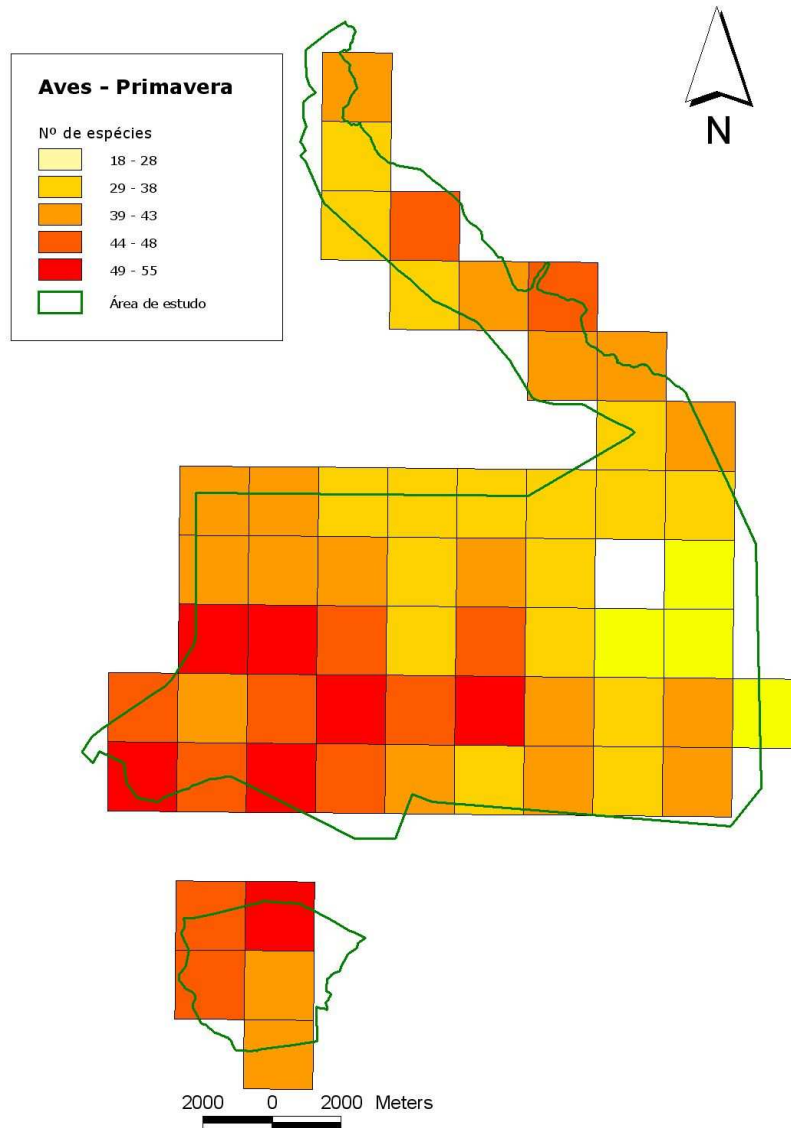 Aves - Primavera
Nº de espécies
18 - 28
29 - 38
39 - 43
44 - 48
49 - 55
Área de estudo
N
2000 0 2000 Meters